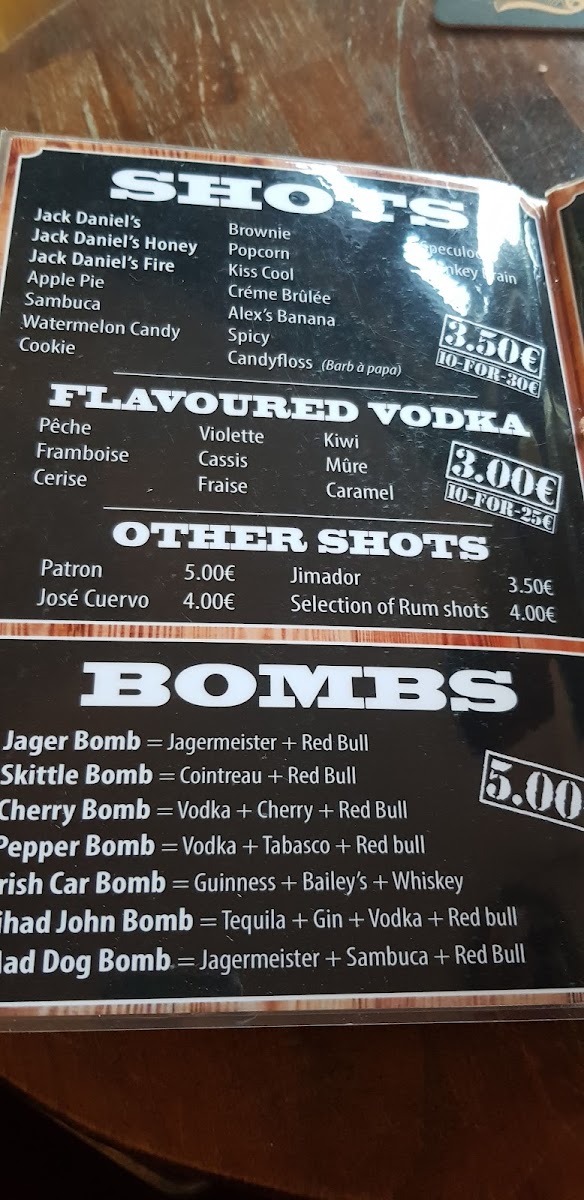 SHOTS
Jack Daniel's
Jack Daniel's Honey
Jack Daniel's Fire
Apple Pie
Sambuca
Watermelon Candy
Cookie
Brownie
Popcorn
Kiss Cool
Créme Brûlée
Alex's Banana
Spicy
Candyfloss (Barb à papa)
3.50€
10-FOR-30€
FLAVOURED VODKA
Pêche
Framboise
Cerise
Violette
Cassis
Fraise
Kiwi
Mûre
Caramel
3.00€
10-FOR-25€
OTHER SHOTS
Patron 5.00€
José Cuervo 4.00€
Jimador 3.50€
Selection of Rum shots 4.00€
BOMBS
Jager Bomb = Jagermeister + Red Bull
Skittle Bomb = Cointreau + Red Bull
Cherry Bomb = Vodka + Cherry + Red Bull
Pepper Bomb = Vodka + Tabasco + Red bull
rish Car Bomb = Guinness + Bailey's + Whiskey
ihad John Bomb = Tequila + Gin + Vodka + Red bull
lad Dog Bomb = Jagermeister + Sambuca + Red Bull
5.00